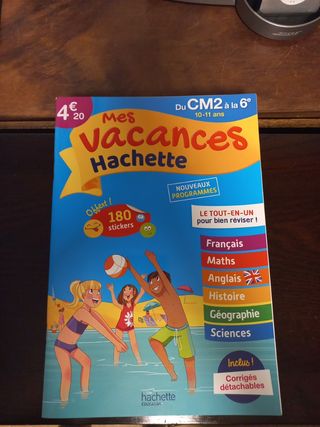 4€20
Du CM2 à la 6e
10-11 ans
Mes
Vacances
Hachette
NOUVEAUX
PROGRAMMES
Offert !
180
stickers
LE TOUT-EN-UN
pour bien réviser !
Français
Maths
Anglais
Histoire
Géographie
Sciences
Inclus !
Corrigés
détachables
hachette
ÉDUCATION